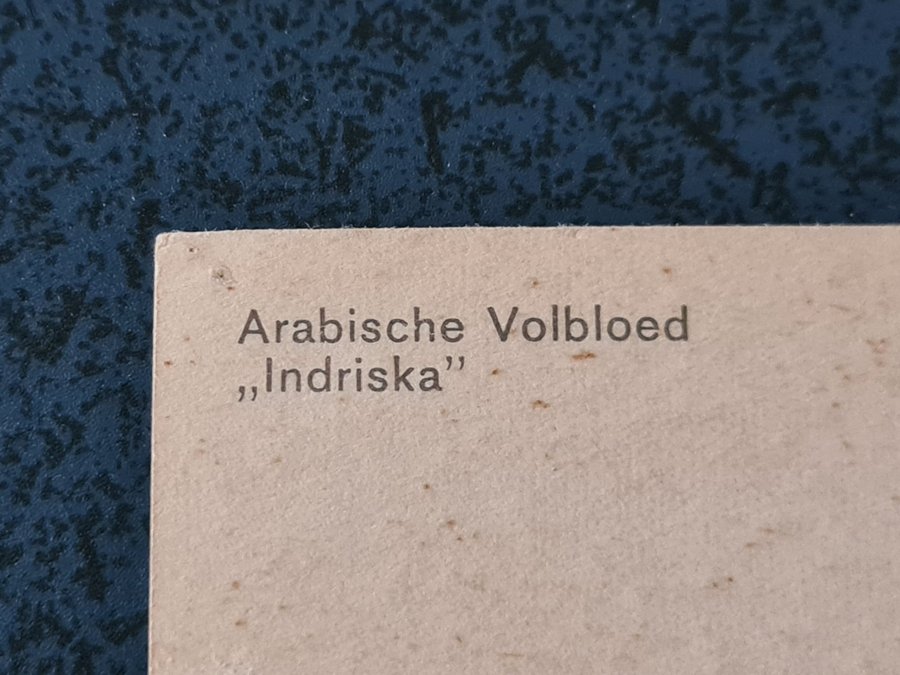 Arabische Volbloed
„Indriska”